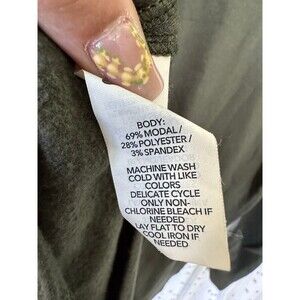 BODY:
69% MODAL /
28% POLYESTER /
3% SPANDEX
MACHINE WASH
COLD WITH LIKE
COLORS
DELICATE CYCLE
ONLY NON-
CHLORINE BLEACH IF
NEEDED
LAY FLAT TO DRY
COOL IRON IF
NEEDED